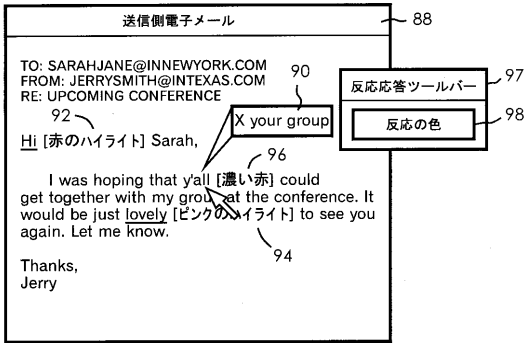 送信側電子メール
88
TO: SARAHJANE@INNEWYORK.COM
FROM: JERRYSMITH@INTEXAS.COM
RE: UPCOMING CONFERENCE
90
反応応答ツールバー
97
反応の色
98
92
X your group
Hi [赤のハイライト] Sarah,
96
I was hoping that y'all [濃い赤] could
get together with my group at the conference. It
would be just lovely [ピンクのハイライト] to see you
again. Let me know.
94
Thanks,
Jerry